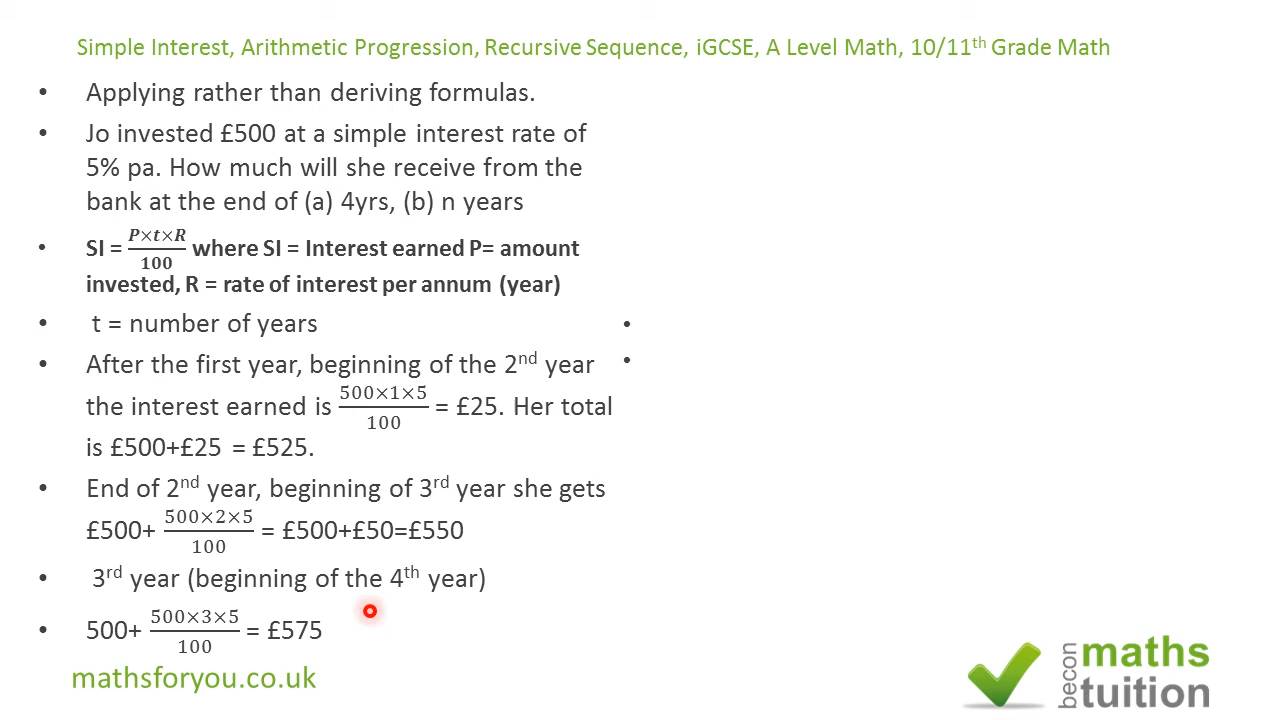 Simple Interest, Arithmetic Progression, Recursive Sequence, iGCSE, A Level Math, 10/11th Grade Math
• Applying rather than deriving formulas.
• Jo invested £500 at a simple interest rate of
5% pa. How much will she receive from the
bank at the end of (a) 4yrs, (b) n years
• SI = P×t×R/100 where SI = Interest earned P= amount
invested, R = rate of interest per annum (year)
• t = number of years
• After the first year, beginning of the 2nd year
the interest earned is 500×1×5/100 = £25. Her total
is £500+£25 = £525.
• End of 2nd year, beginning of 3rd year she gets
£500+ 500×2×5/100 = £500+£50=£550
• 3rd year (beginning of the 4th year)
• 500+ 500×3×5/100 = £575
mathsforyou.co.uk
becon
maths
tuition